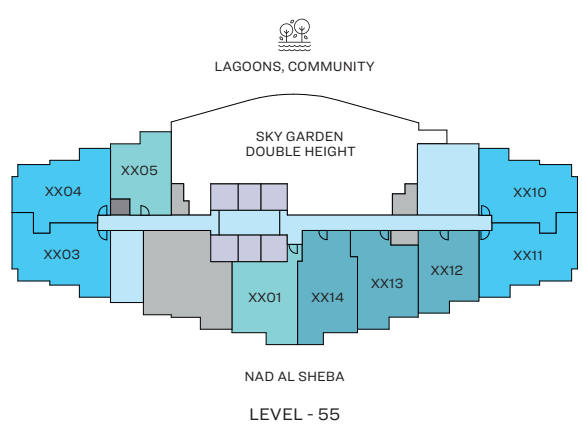 LAGOONS, COMMUNITY
SKY GARDEN
DOUBLE HEIGHT
XX05
XX04
XX10
XX03
XX11
XX12
XX13
XX01
XX14
NAD AL SHEBA
LEVEL - 55